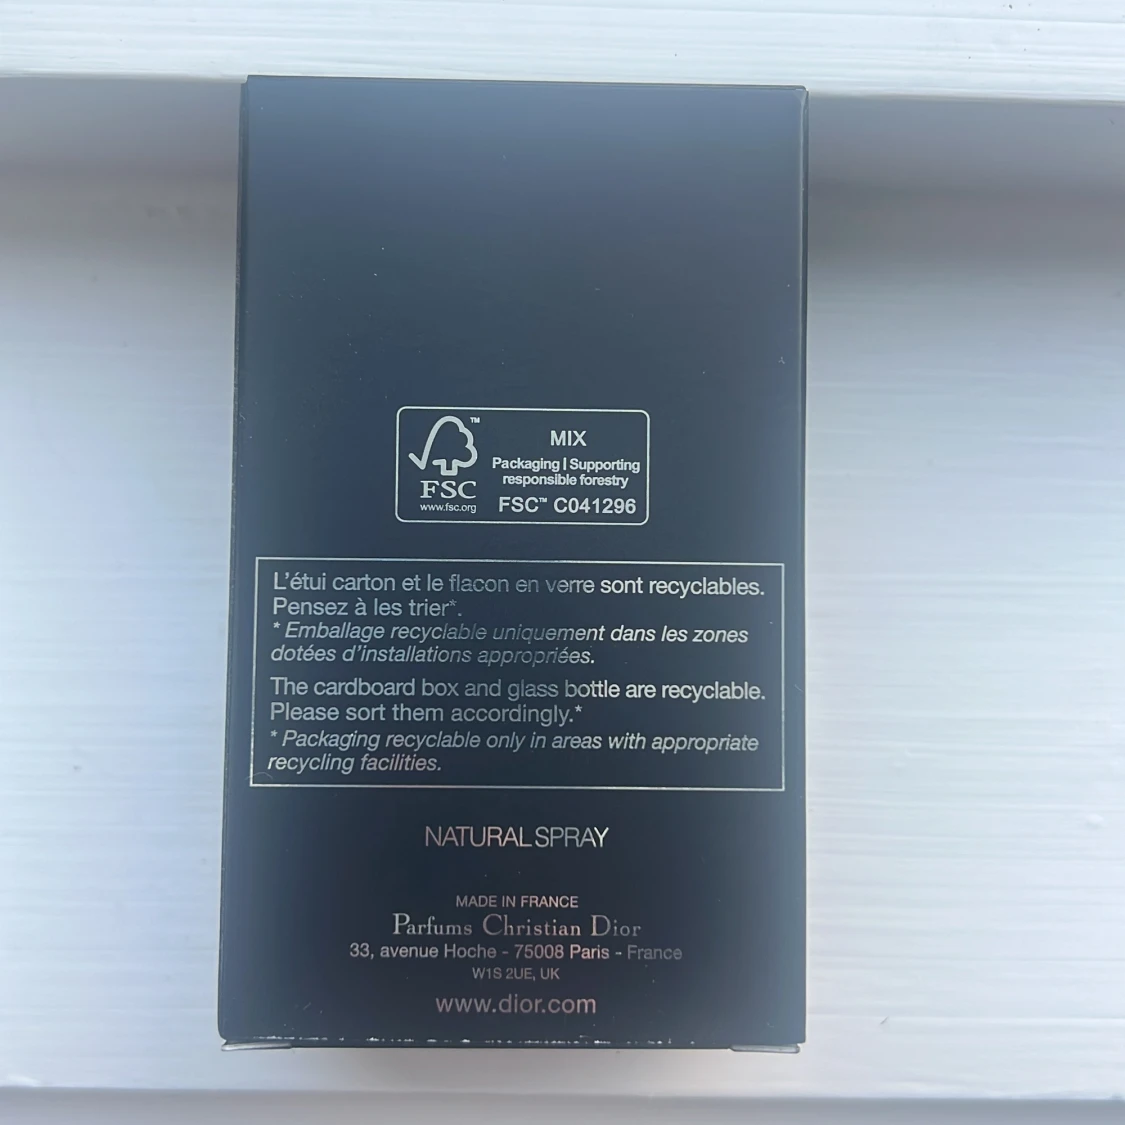 FSC™
www.fsc.org
MIX
Packaging | Supporting
responsible forestry
FSC™ C041296
L'étui carton et le flacon en verre sont recyclables.
Pensez à les trier*.
* Emballage recyclable uniquement dans les zones
dotées d'installations appropriées.
The cardboard box and glass bottle are recyclable.
Please sort them accordingly.*
* Packaging recyclable only in areas with appropriate
recycling facilities.
NATURAL SPRAY
MADE IN FRANCE
Parfums Christian Dior
33, avenue Hoche - 75008 Paris - France
W1S 2UE, UK
www.dior.com